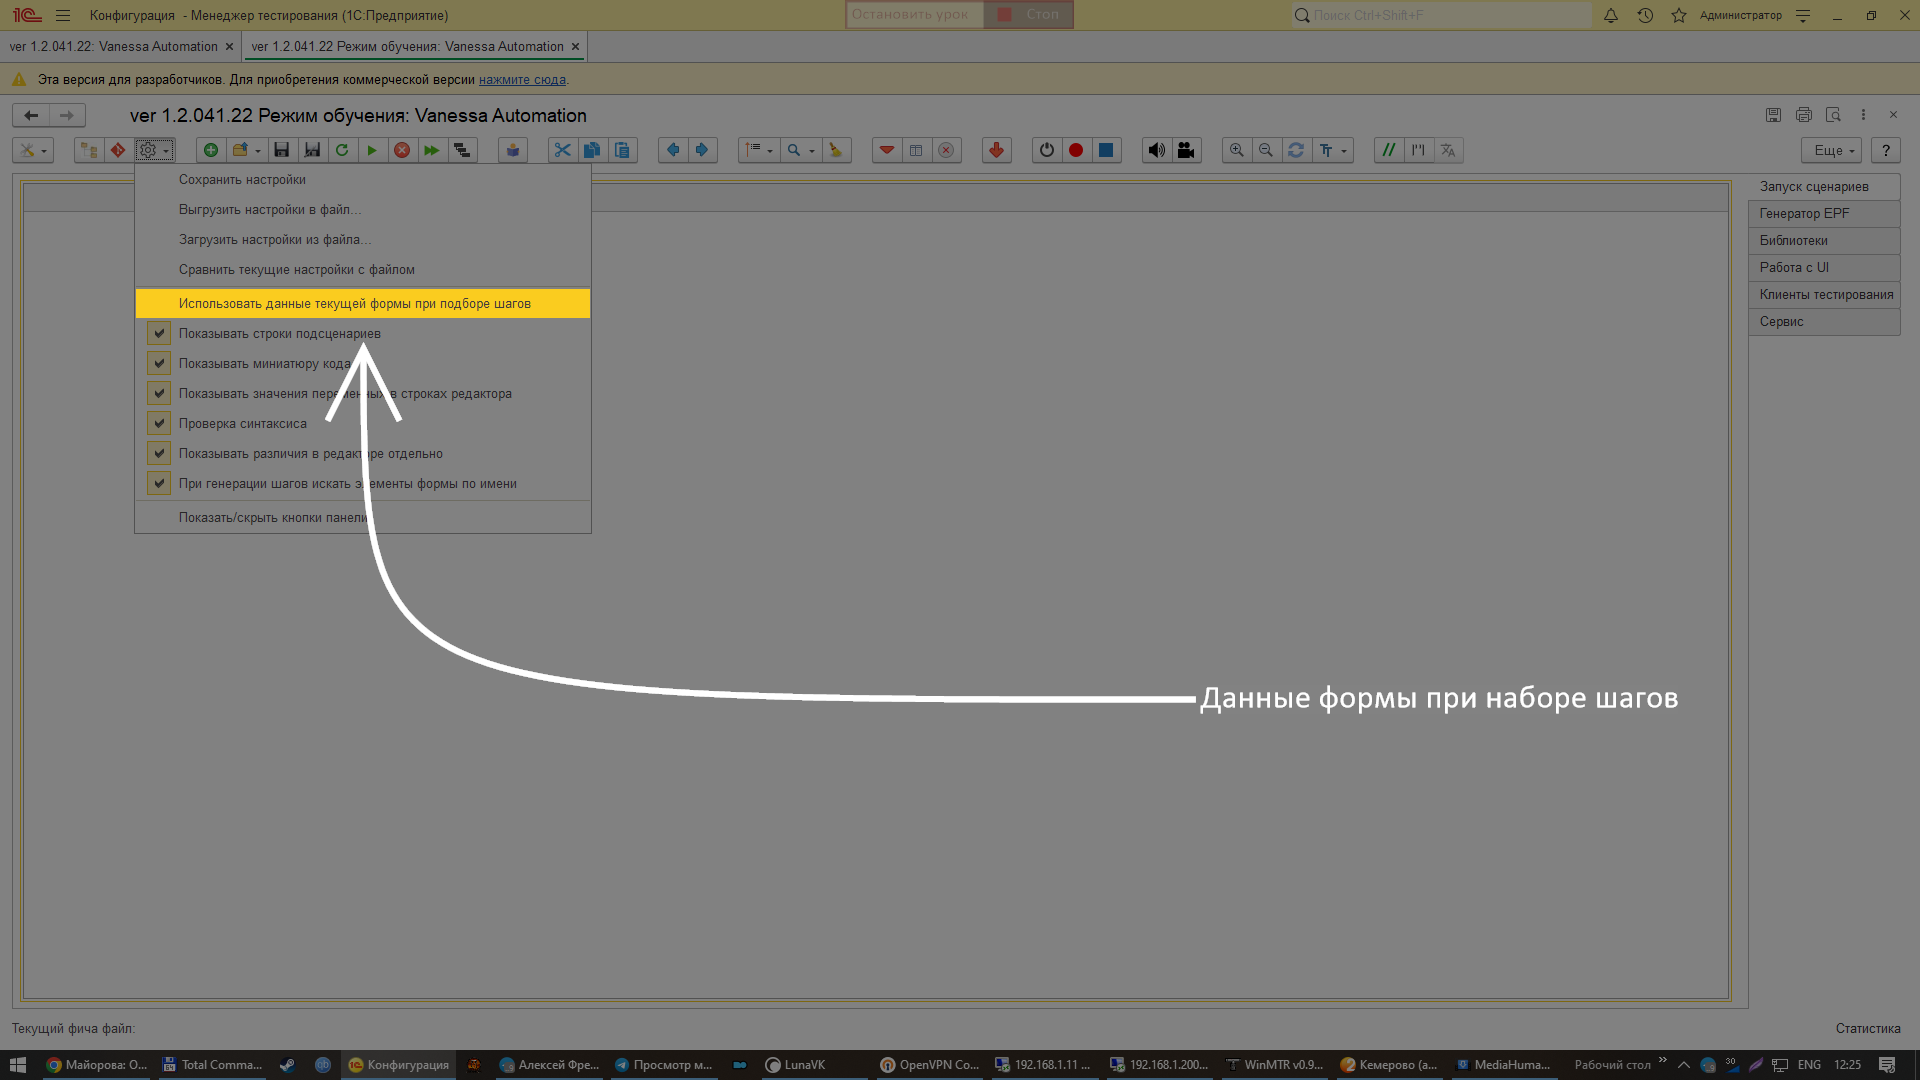 Конфигурация - Менеджер тестирования (1С:Предприятие)
Остановить урок
Стоп
Поиск Ctrl+Shift+F
Администратор
ver 1.2.041.22: Vanessa Automation
ver 1.2.041.22 Режим обучения: Vanessa Automation
Эта версия для разработчиков. Для приобретения коммерческой версии нажмите сюда.
ver 1.2.041.22 Режим обучения: Vanessa Automation
Еще
?
Сохранить настройки
Выгрузить настройки в файл...
Загрузить настройки из файла...
Сравнить текущие настройки с файлом
Использовать данные текущей формы при подборе шагов
Показывать строки подсценариев
Показывать миниатюру кода
Показывать значения переменных в строках редактора
Проверка синтаксиса
Показывать различия в редакторе отдельно
При генерации шагов искать элементы формы по имени
Показать/скрыть кнопки панели
Запуск сценариев
Генератор EPF
Библиотеки
Работа с UI
Клиенты тестирования
Сервис
Данные формы при наборе шагов
Текущий фича файл:
Статистика
Майорова: О...
Total Comma...
Конфигурация
Алексей Фре...
Просмотр м...
LunaVK
OpenVPN Co...
192.168.1.11 ...
192.168.1.200...
WinMTR v0.9...
Кемерово (а...
MediaHuma...
Рабочий стол
30
ENG
12:25